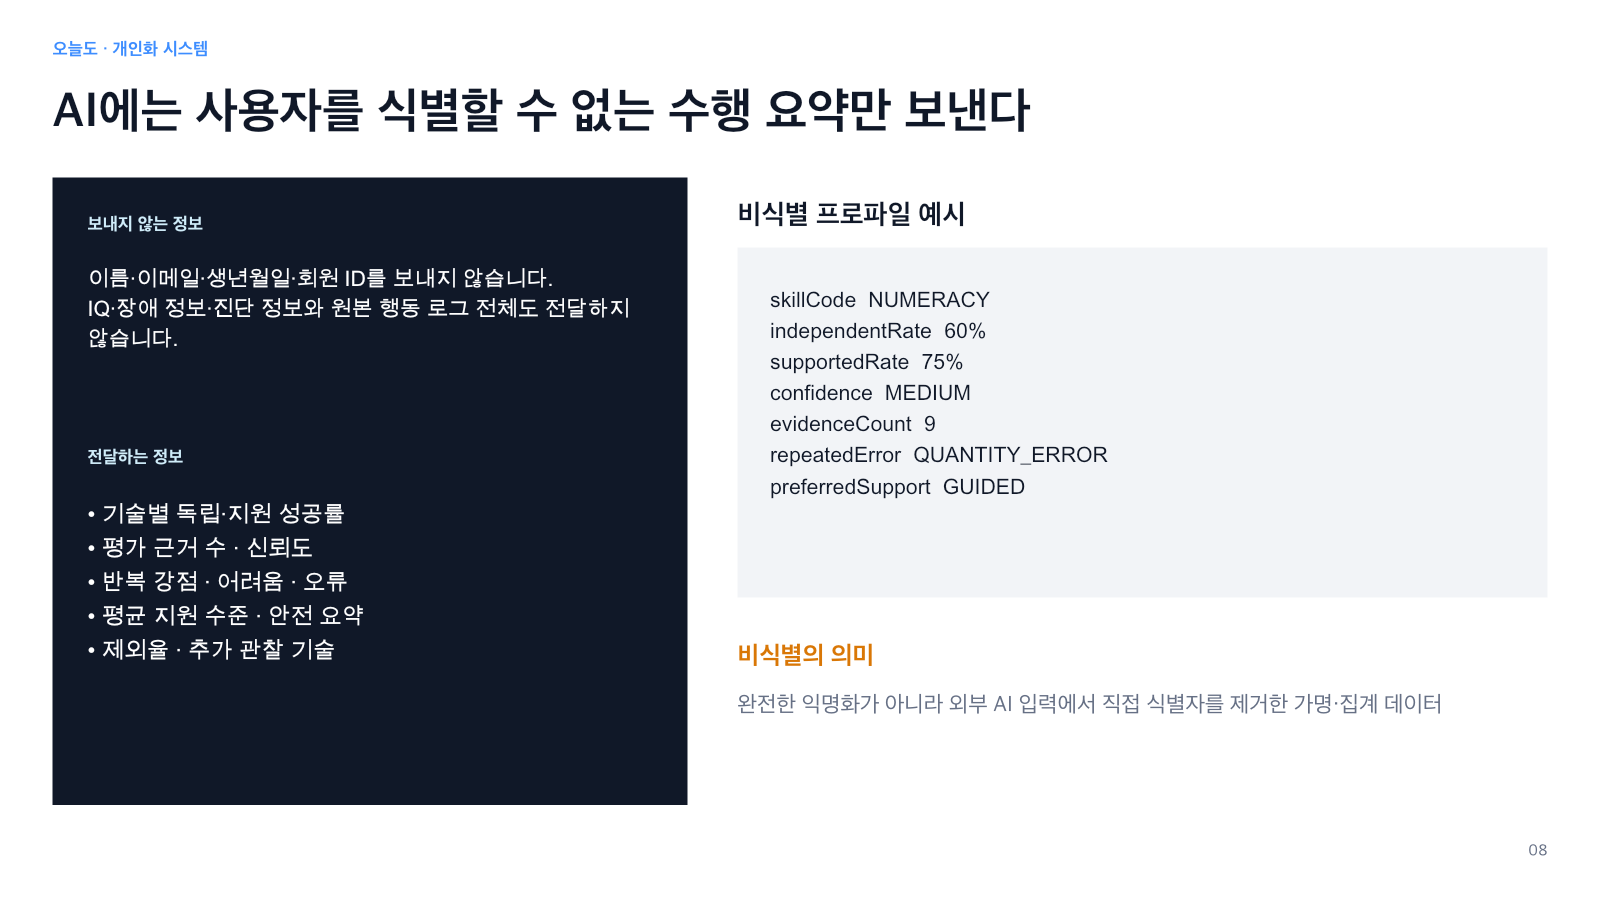 오늘도 · 개인화 시스템
AI에는 사용자를 식별할 수 없는 수행 요약만 보낸다
보내지 않는 정보
이름·이메일·생년월일·회원 ID를 보내지 않습니다.
IQ·장애 정보·진단 정보와 원본 행동 로그 전체도 전달하지
않습니다.
전달하는 정보
• 기술별 독립·지원 성공률
• 평가 근거 수 · 신뢰도
• 반복 강점 · 어려움 · 오류
• 평균 지원 수준 · 안전 요약
• 제외율 · 추가 관찰 기술
비식별 프로파일 예시
skillCode NUMERACY
independentRate 60%
supportedRate 75%
confidence MEDIUM
evidenceCount 9
repeatedError QUANTITY_ERROR
preferredSupport GUIDED
비식별의 의미
완전한 익명화가 아니라 외부 AI 입력에서 직접 식별자를 제거한 가명·집계 데이터
08